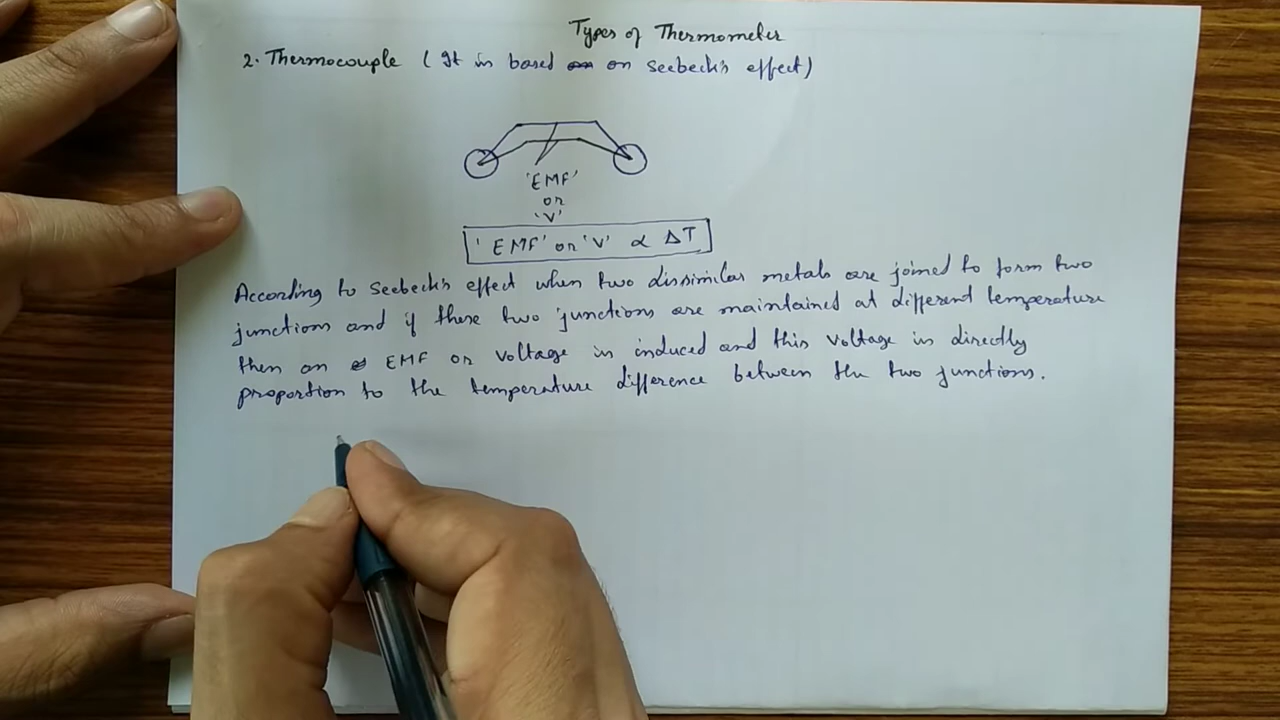 Types of Thermometer
2. Thermocouple (It is based on on seebeck's effect)
'EMF'
or
'V'
'EMF' or 'V' ∝ ΔT
According to seebeck's effect when two dissimilar metals are joined to form two
junctions and if these two junctions are maintained at different temperature
then an EMF or voltage is induced and this voltage is directly
proportion to the temperature difference between the two junctions.